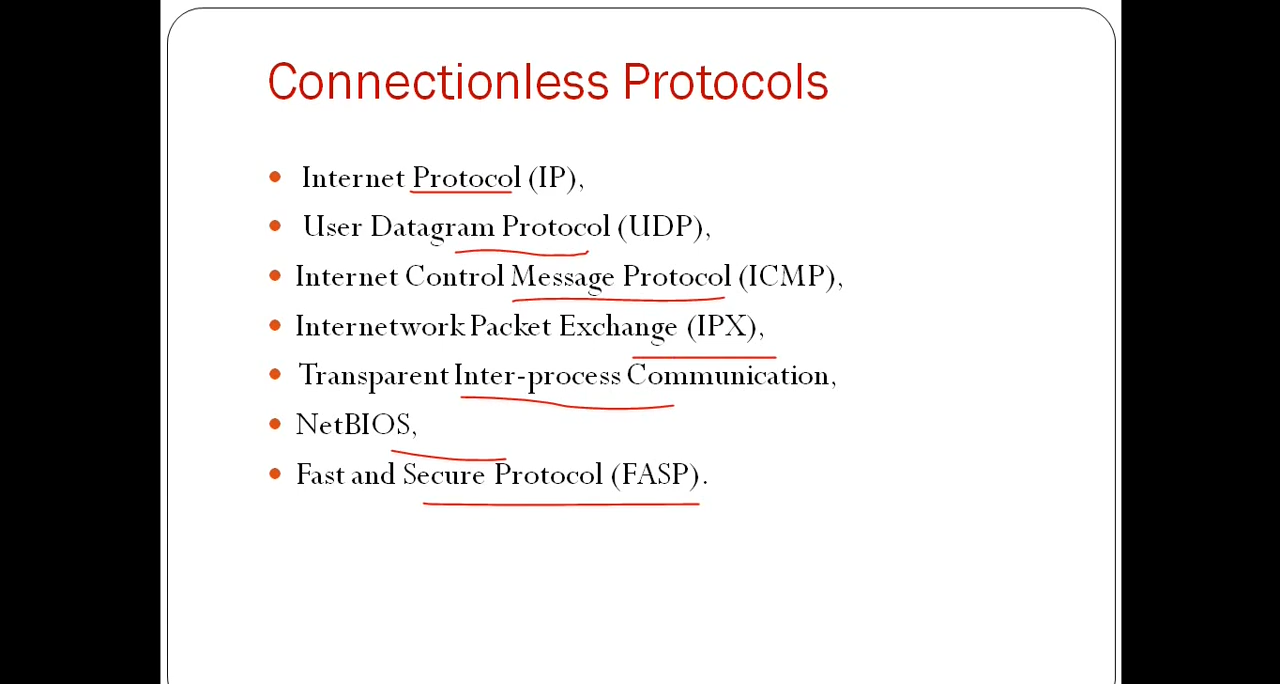 Connectionless Protocols
• Internet Protocol (IP),
• User Datagram Protocol (UDP),
• Internet Control Message Protocol (ICMP),
• Internetwork Packet Exchange (IPX),
• Transparent Inter-process Communication,
• NetBIOS,
• Fast and Secure Protocol (FASP).